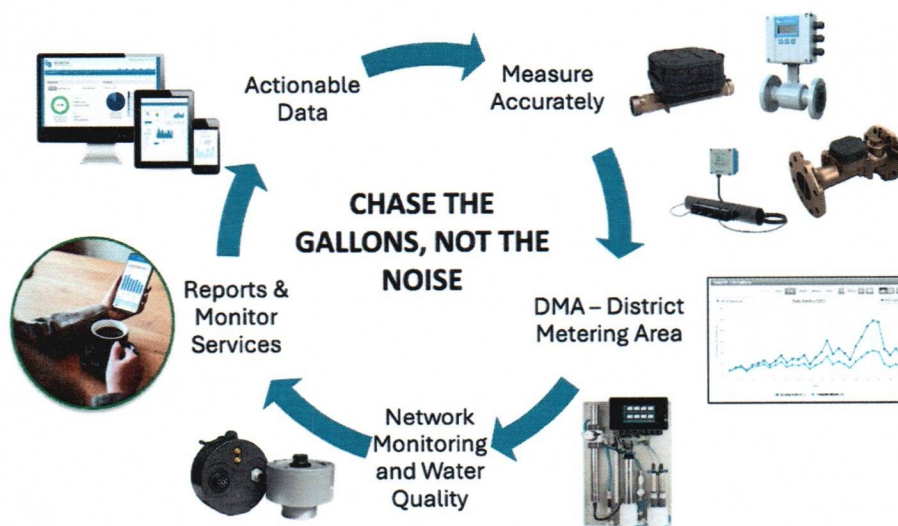 Actionable
Data
Measure
Accurately
CHASE THE
GALLONS, NOT THE
NOISE
Reports &
Monitor
Services
DMA – District
Metering Area
Network
Monitoring
and Water
Quality